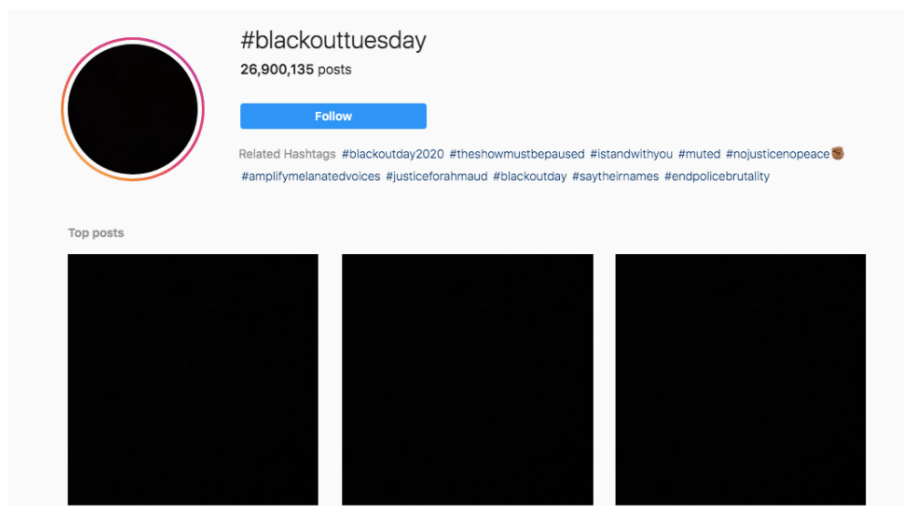 #blackouttuesday
26,900,135 posts
Follow
Related Hashtags #blackoutday2020 #theshowmustbepaused #istandwithyou #muted #nojusticenopeace✊🏾
#amplifymelanatedvoices #justiceforahmaud #blackoutday #saytheirnames #endpolicebrutality
Top posts